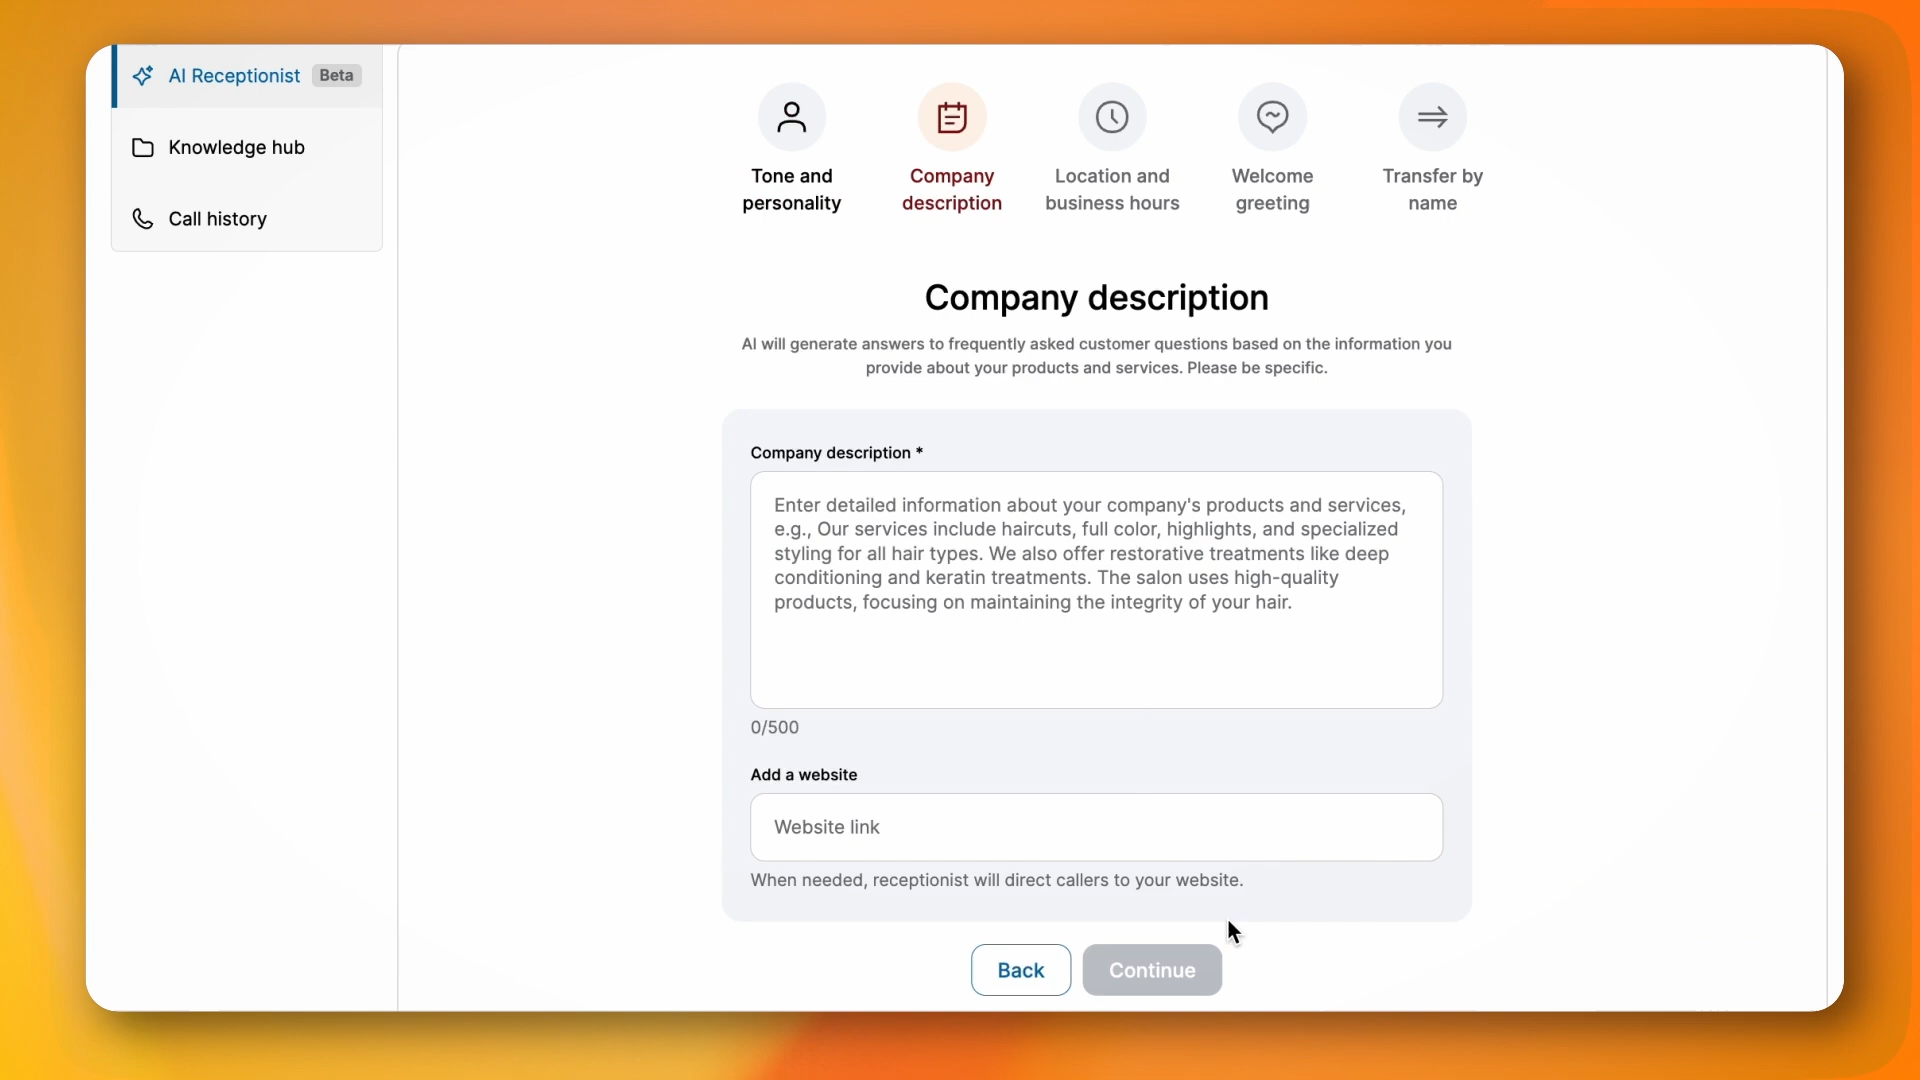 AI Receptionist Beta
Knowledge hub
Call history
Tone and
personality
Company
description
Location and
business hours
Welcome
greeting
Transfer by
name
Company description
AI will generate answers to frequently asked customer questions based on the information you
provide about your products and services. Please be specific.
Company description *
Enter detailed information about your company's products and services,
e.g., Our services include haircuts, full color, highlights, and specialized
styling for all hair types. We also offer restorative treatments like deep
conditioning and keratin treatments. The salon uses high-quality
products, focusing on maintaining the integrity of your hair.
0/500
Add a website
Website link
When needed, receptionist will direct callers to your website.
Back
Continue